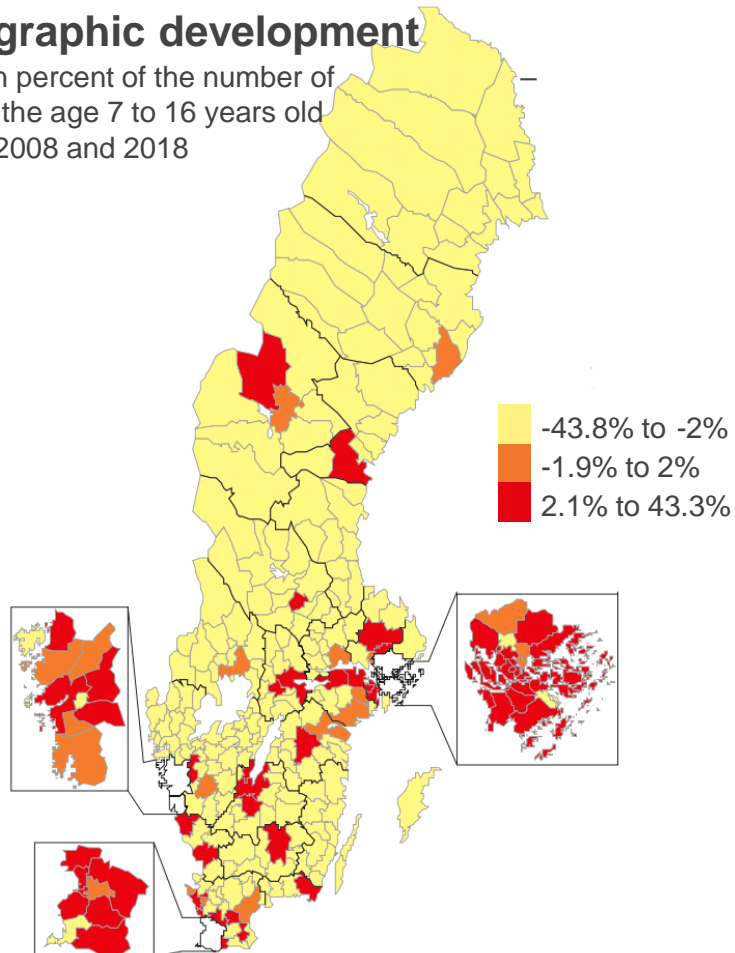 graphic development
n percent of the number of
the age 7 to 16 years old
2008 and 2018
-43.8% to -2%
-1.9% to 2%
2.1% to 43.3%